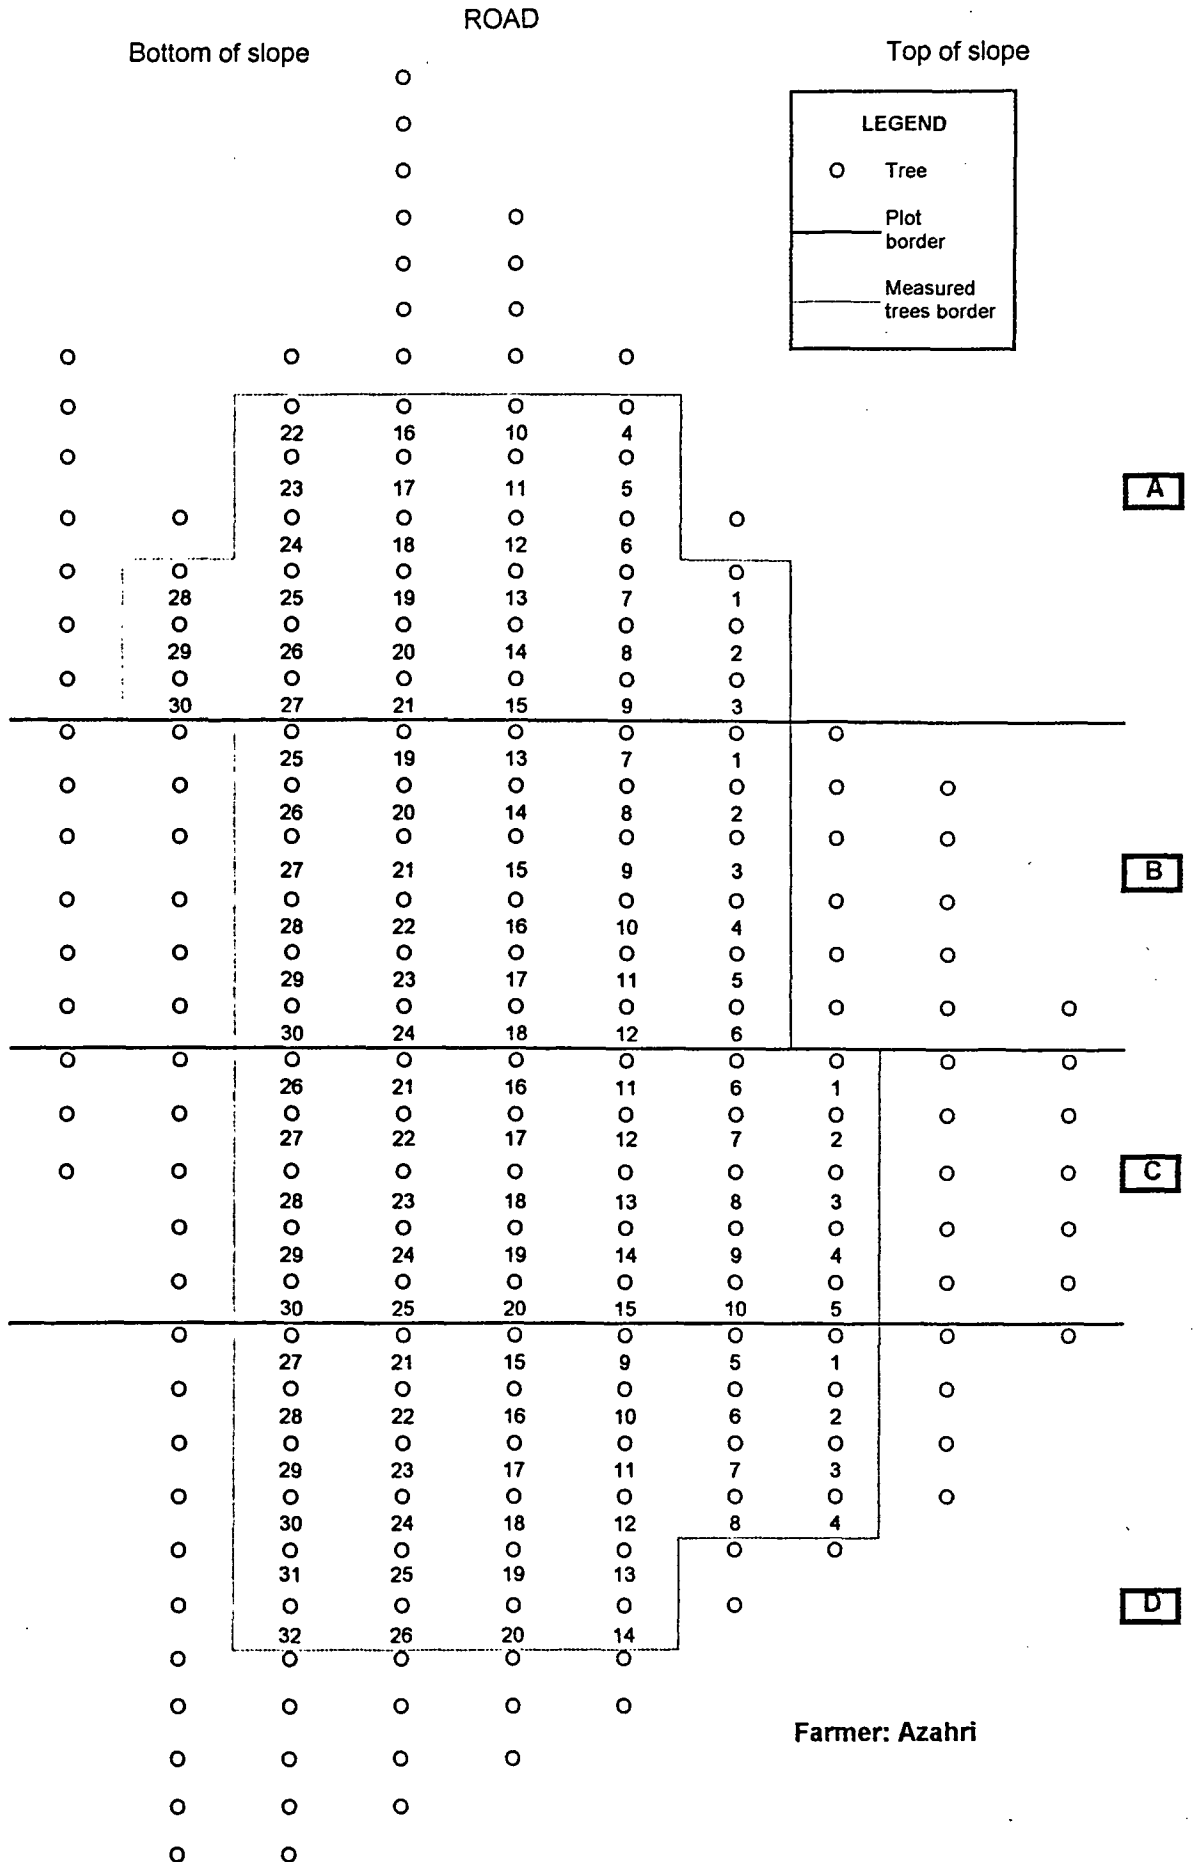 ROAD
Bottom of slope Top of slope
LEGEND
Tree
Plot
border
Measured
trees border
22 16 10 4
23 17 11 5
A
24 18 12 6
28 25 19 13 7 1
29 26 20 14 8 2
30 27 21 15 9 3
25 19 13 7 1
26 20 14 8 2
27 21 15 9 3
B
28 22 16 10 4
29 23 17 11 5
30 24 18 12 6
26 21 16 11 6 1
27 22 17 12 7 2
C
28 23 18 13 8 3
29 24 19 14 9 4
30 25 20 15 10 5
27 21 15 9 5 1
28 22 16 10 6 2
29 23 17 11 7 3
30 24 18 12 8 4
31 25 19 13
D
32 26 20 14
Farmer: Azahri